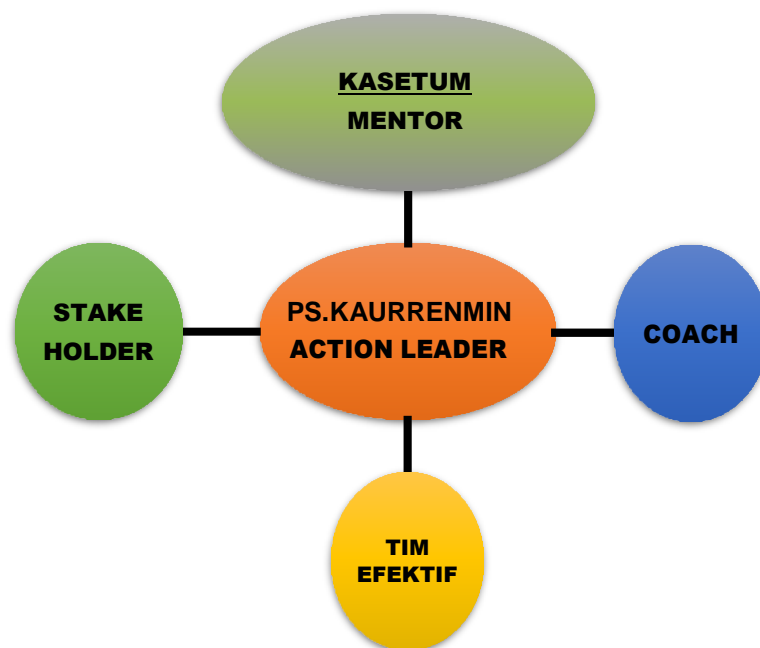 KASETUM
MENTOR
STAKE
HOLDER
PS.KAURRENMIN
ACTION LEADER
COACH
TIM
EFEKTIF